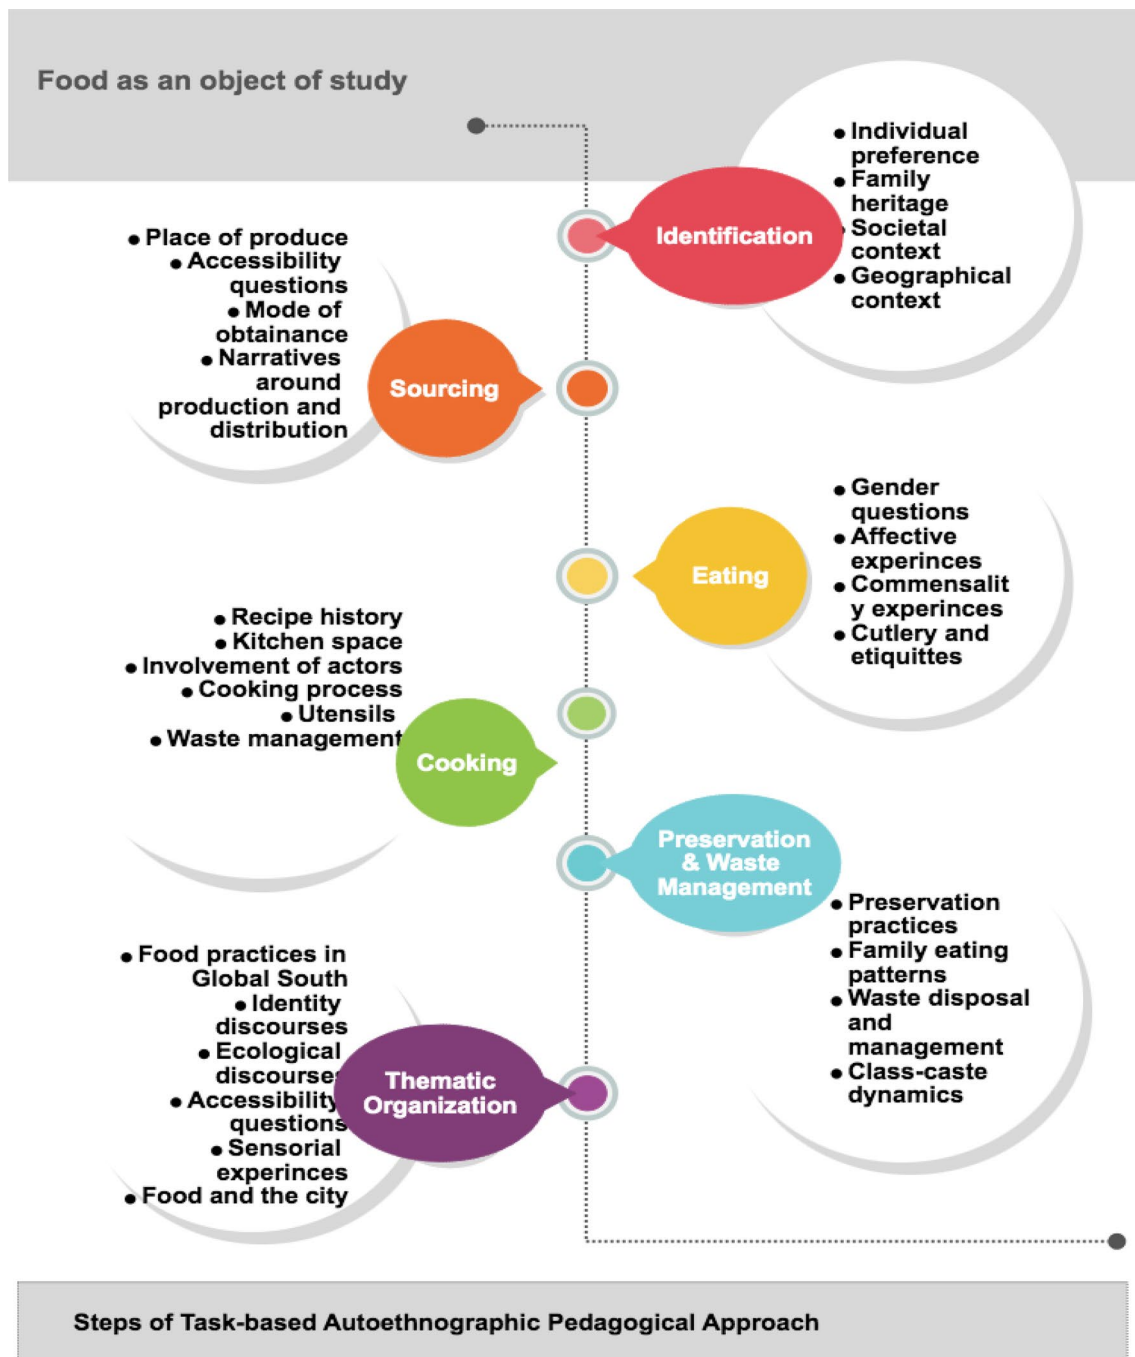 Food as an object of study
● Individual
preference
● Family
heritage
● Societal
context
● Geographical
context
Identification
● Place of produce
● Accessibility
questions
● Mode of
obtainance
● Narratives
around
production and
distribution
Sourcing
● Gender
questions
● Affective
experinces
● Commensalit
y experinces
● Cutlery and
etiquittes
Eating
● Recipe history
● Kitchen space
● Involvement of actors
● Cooking process
● Utensils
● Waste management
Cooking
Preservation
& Waste
Management
● Preservation
practices
● Family eating
patterns
● Waste disposal
and
management
● Class-caste
dynamics
● Food practices in
Global South
● Identity
discourses
● Ecological
discourses
● Accessibility
questions
● Sensorial
experinces
● Food and the city
Thematic
Organization
Steps of Task-based Autoethnographic Pedagogical Approach